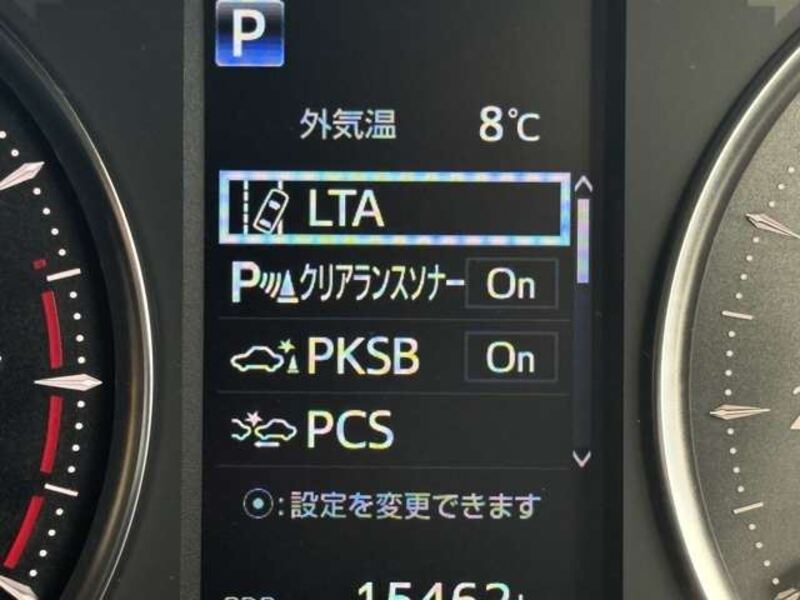 P
外気温 8℃
LTA
P クリアランスソナー On
PKSB On
PCS
:設定を変更できます